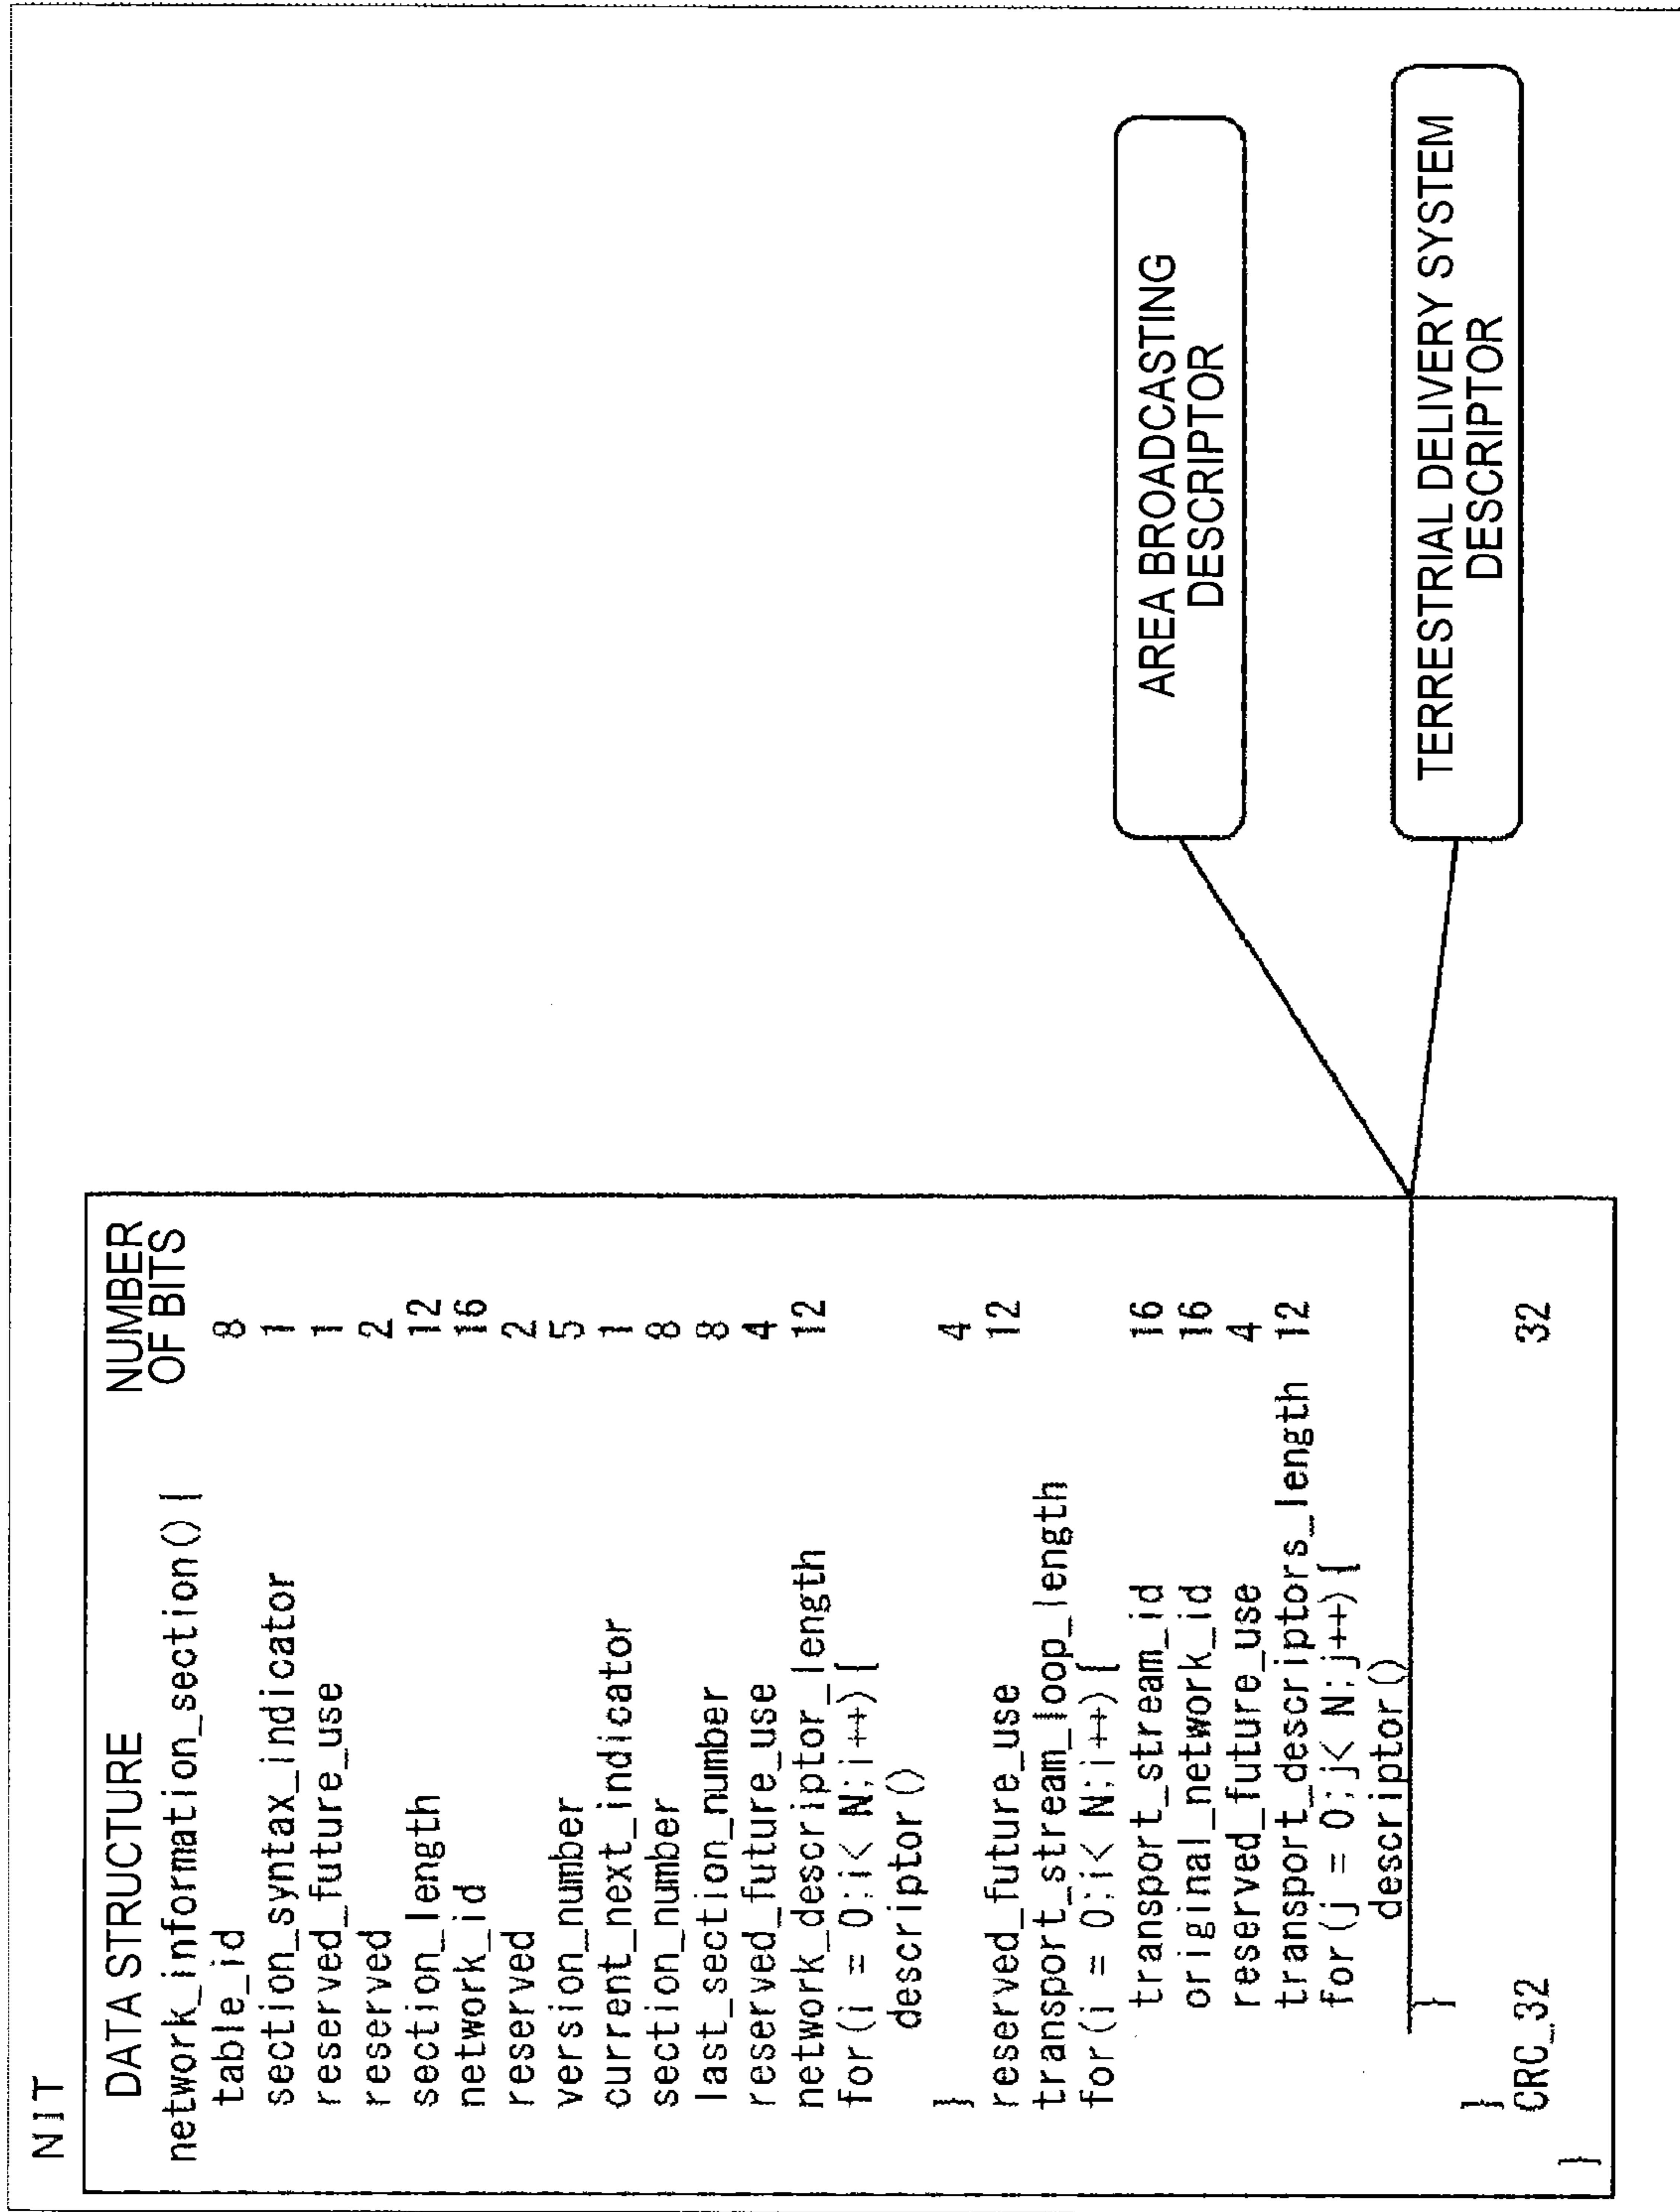 NIT
DATA STRUCTURE NUMBER OF BITS
network_information_section() {
table_id 8
section_syntax_indicator 1
reserved_future_use 1
reserved 2
section_length 12
network_id 16
reserved 2
version_number 5
current_next_indicator 1
section_number 8
last_section_number 8
reserved_future_use 4
network_descriptor_length 12
for(i = 0;i< N;i++) {
descriptor()
}
reserved_future_use 4
transport_stream_loop_length 12
for(i = 0;i< N;i++) {
transport_stream_id 16
original_network_id 16
reserved_future_use 4
transport_descriptors_length 12
for(j = 0;j< N;j++) {
descriptor()
}
}
CRC_32 32
}
AREA BROADCASTING
DESCRIPTOR
TERRESTRIAL DELIVERY SYSTEM
DESCRIPTOR